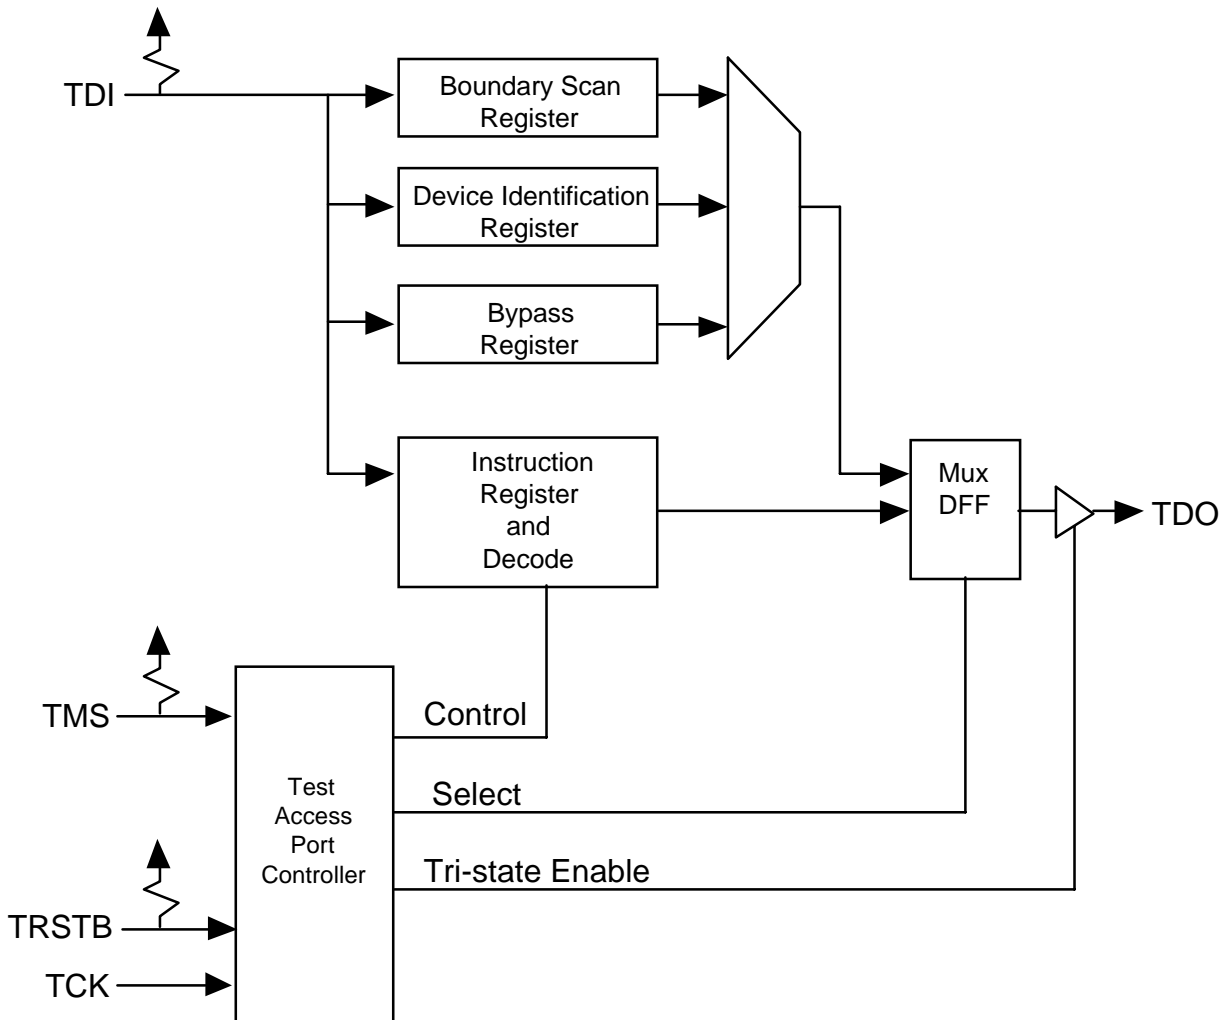 TDI
Boundary Scan
Register
Device Identification
Register
Bypass
Register
Instruction
Register
and
Decode
Mux
DFF
TDO
TMS
Control
Test
Access
Port
Controller
Select
Tri-state Enable
TRSTB
TCK